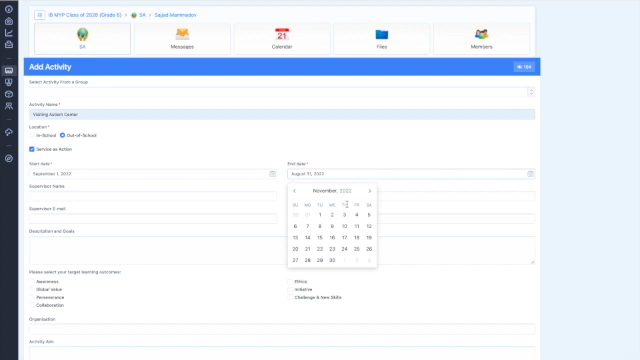 IB MYP Class of 2028 (Grade 6) > SA > Sajjad Mammadov
SA
Messages
21
Calendar
Files
Members
Add Activity
Select Activity from a Group
Activity Name*
Visiting Autism Center
Location*
In-School Out-of-School
Service as Action
Start date* End date*
September 1, 2022 August 31, 2022
Supervisor Name
November, 2022
SU MO TU WE TH FR SA
30 31 1 2 3 4 5
6 7 8 9 10 11 12
13 14 15 16 17 18 19
20 21 22 23 24 25 26
27 28 29 30 1 2 3
Supervisor E-mail
Description and Goals
Please select your target learning outcomes:
Awareness Ethics
Global Value Initiative
Perseverance Challenge & New Skills
Collaboration
Organisation
Activity Aim